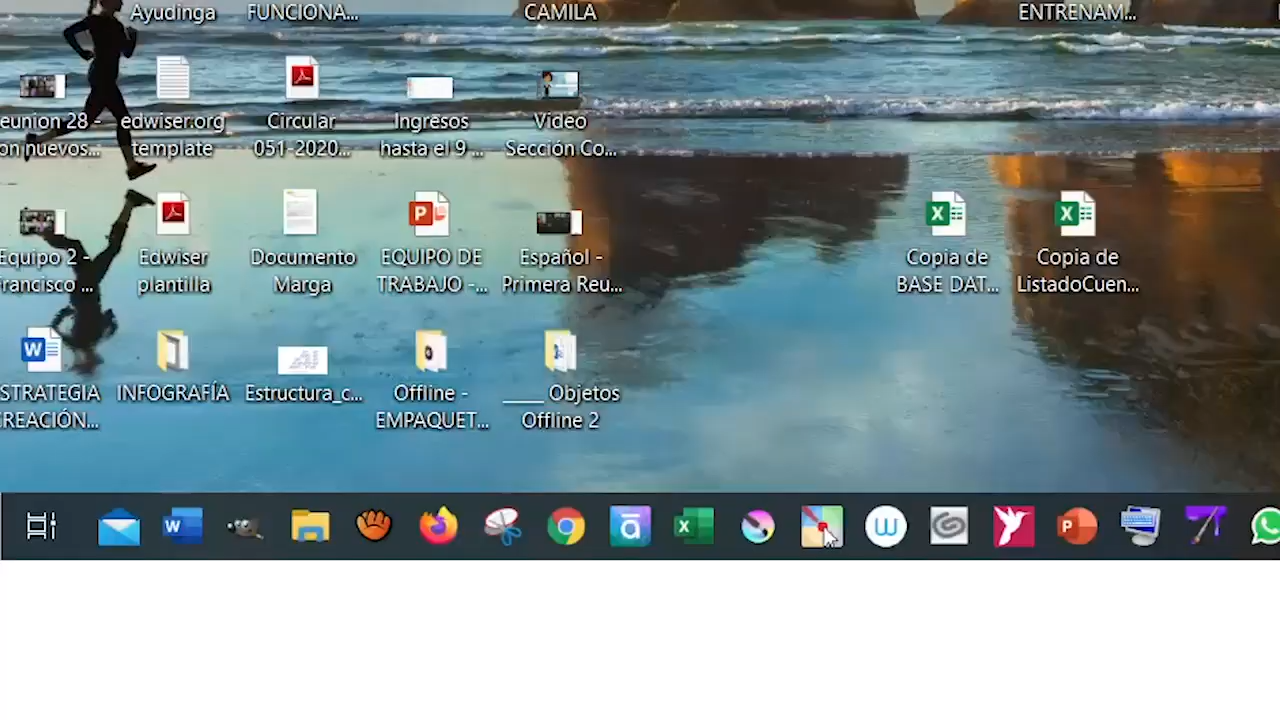 Ayudinga
FUNCIONA...
CAMILA
ENTRENAM...
eunion 28 -
on nuevos...
edwiser.org
template
Circular
051-2020...
Ingresos
hasta el 9 ...
Video
Sección Co...
Equipo 2 -
rancisco ...
Edwiser
plantilla
Documento
Marga
EQUIPO DE
TRABAJO -...
Español -
Primera Reu...
Copia de
BASE DAT...
Copia de
ListadoCuen...
STRATEGIA
CREACIÓN...
INFOGRAFÍA
Estructura_c...
Offline -
EMPAQUET...
____ Objetos
Offline 2